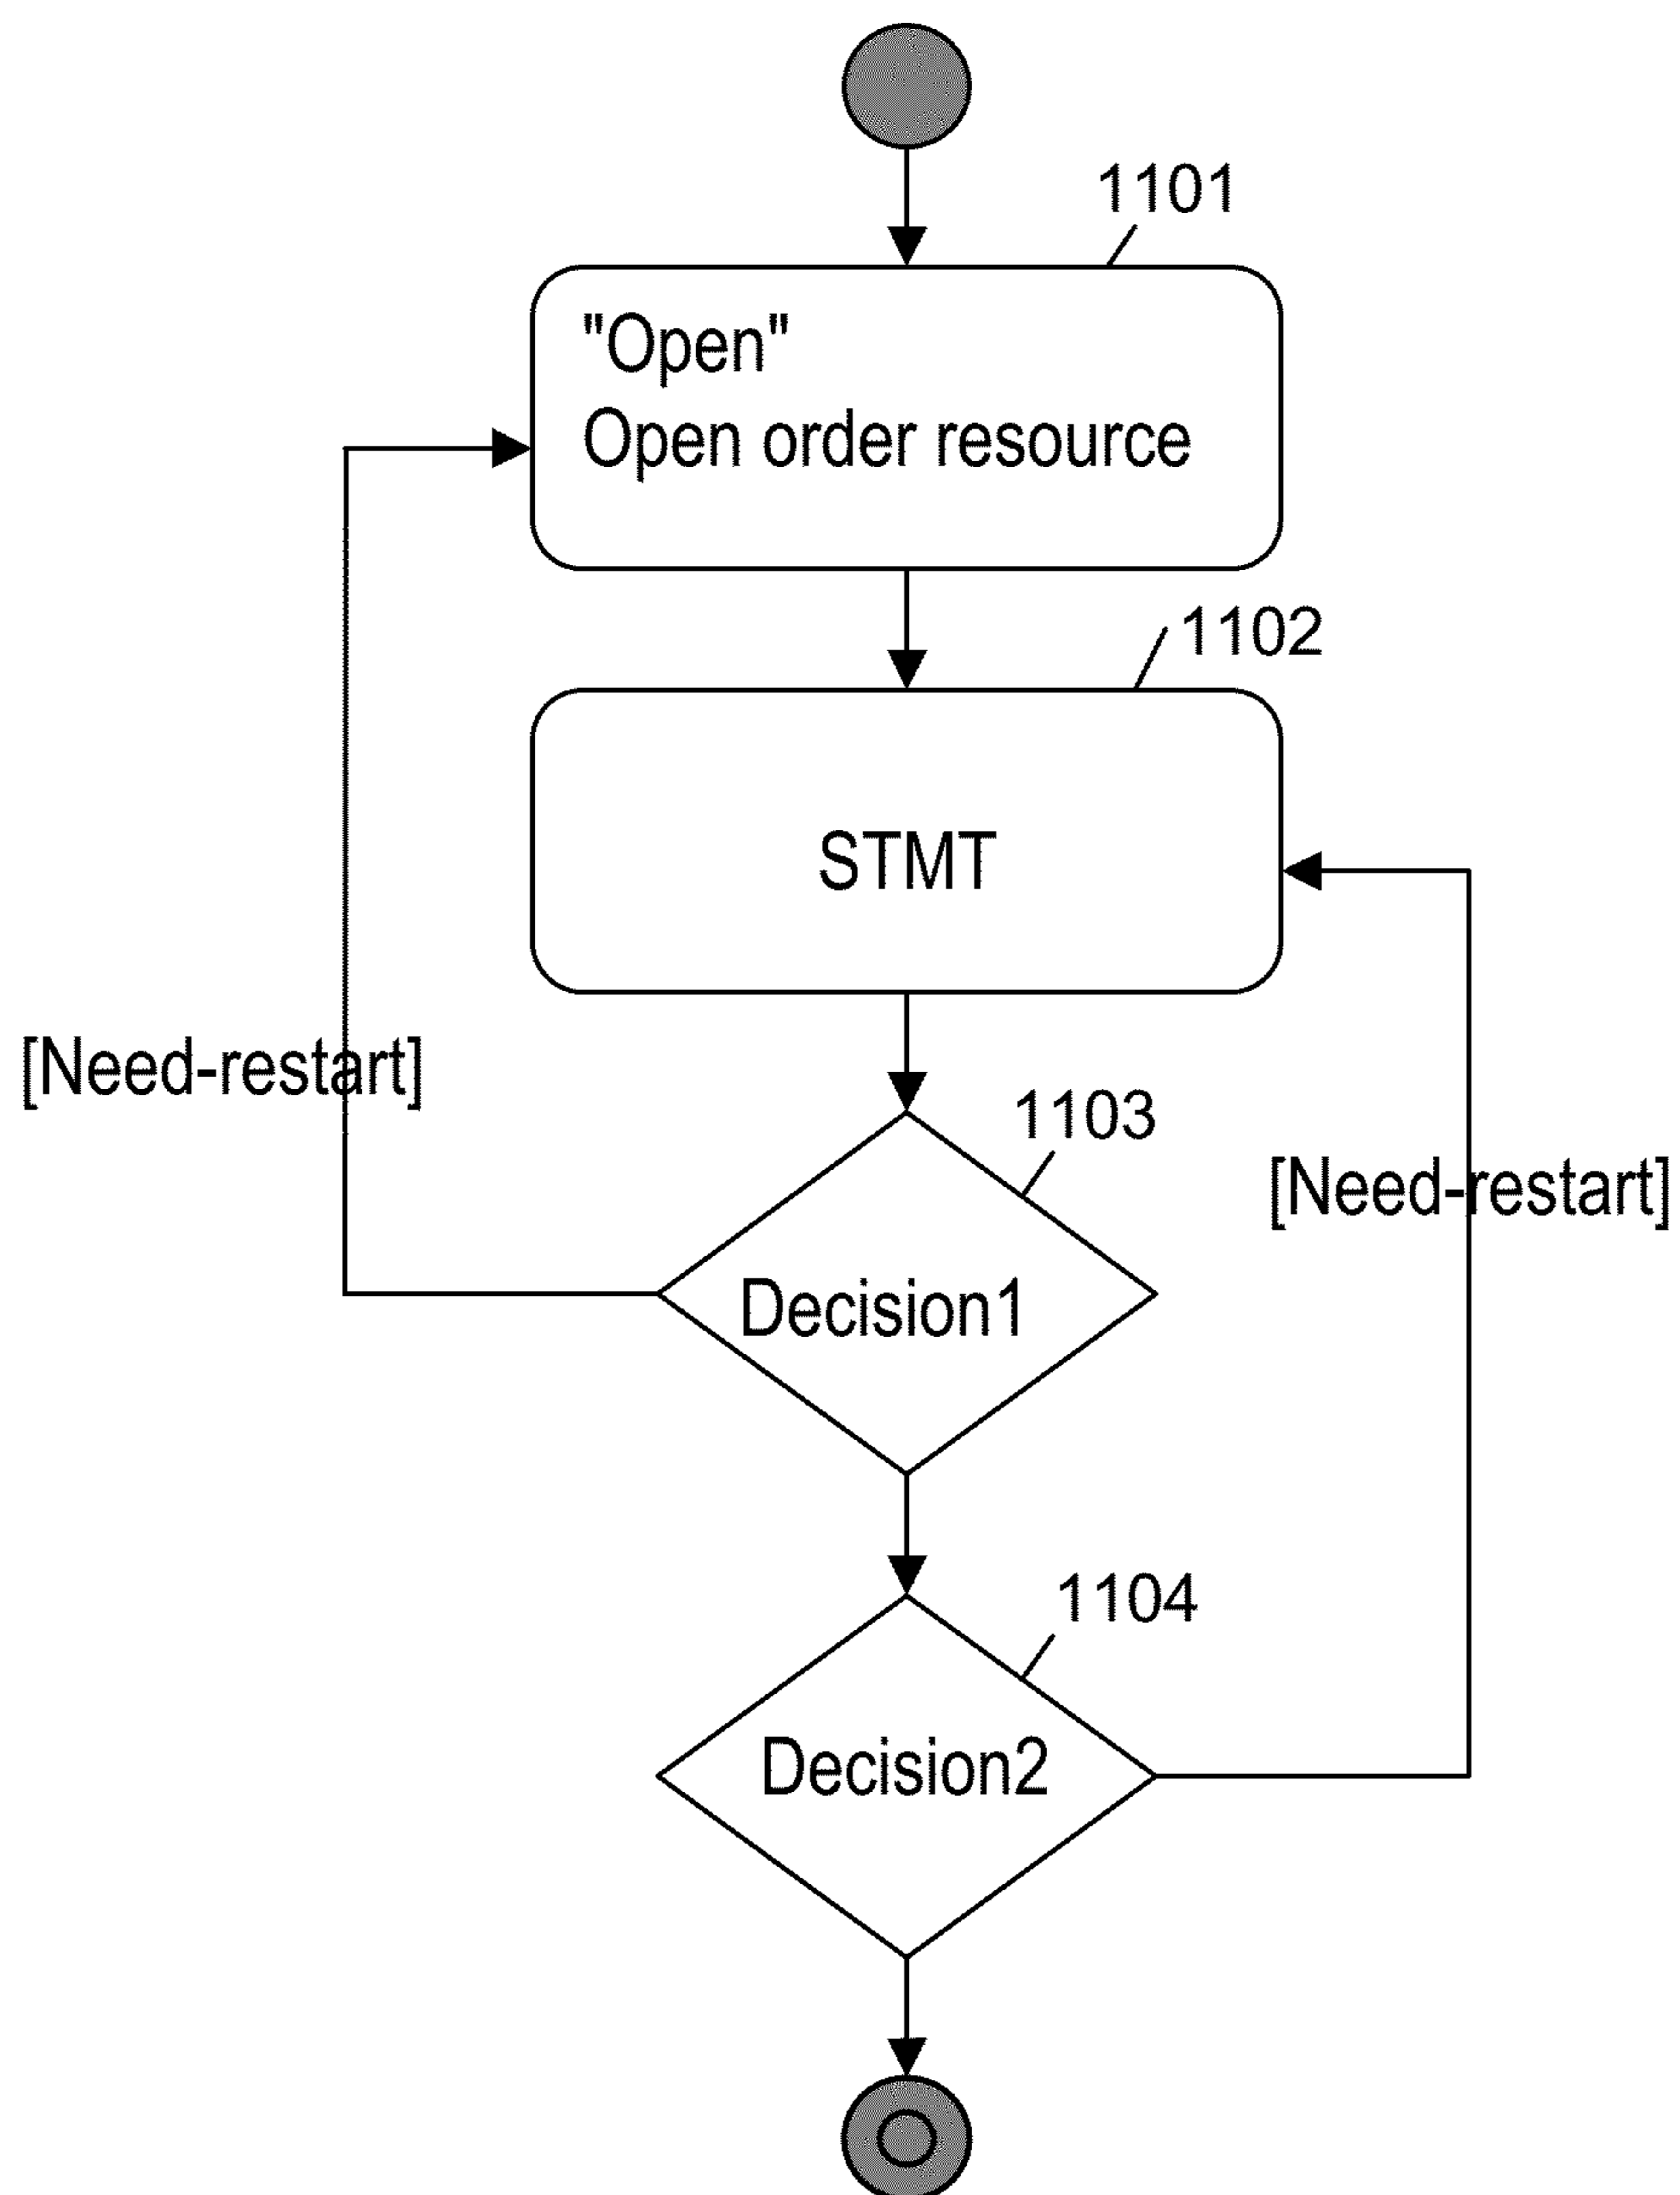 1101
"Open"
Open order resource
1102
STMT
[Need-restart]
1103
[Need-restart]
Decision1
1104
Decision2